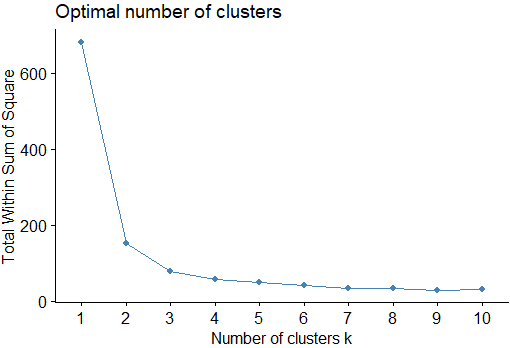 Optimal number of clusters
Total Within Sum of Square
600
400
200
0
1 2 3 4 5 6 7 8 9 10
Number of clusters k